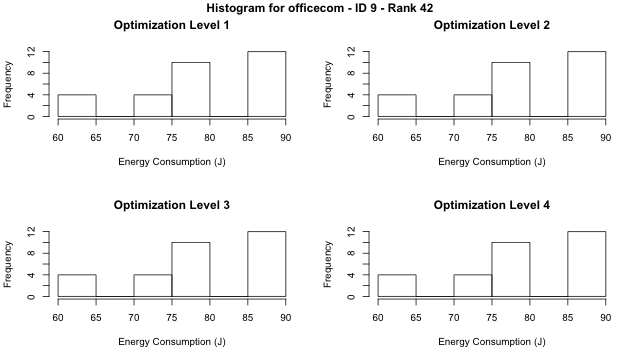 Histogram for officecom - ID 9 - Rank 42
Optimization Level 1
Frequency
0 4 8 12
60 65 70 75 80 85 90
Energy Consumption (J)
Optimization Level 2
Frequency
0 4 8 12
60 65 70 75 80 85 90
Energy Consumption (J)
Optimization Level 3
Frequency
0 4 8 12
60 65 70 75 80 85 90
Energy Consumption (J)
Optimization Level 4
Frequency
0 4 8 12
60 65 70 75 80 85 90
Energy Consumption (J)